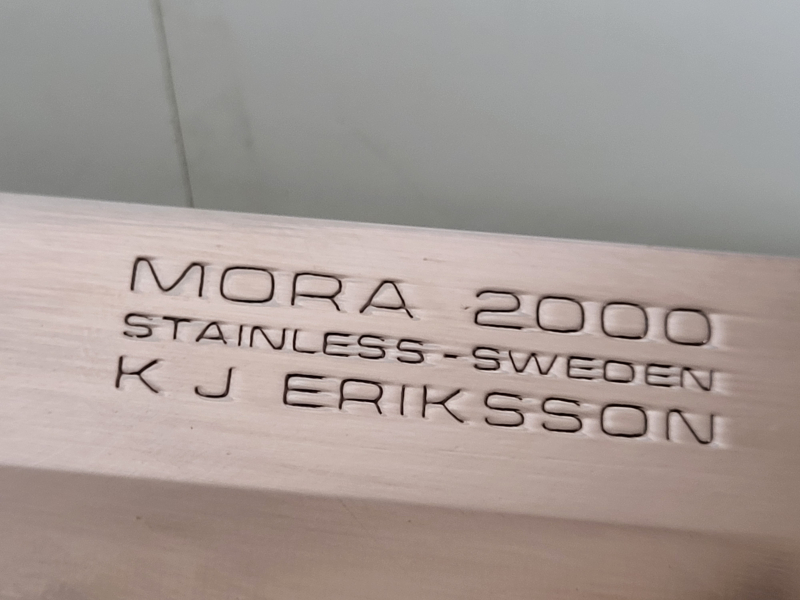 MORA 2000
STAINLESS-SWEDEN
K J ERIKSSON